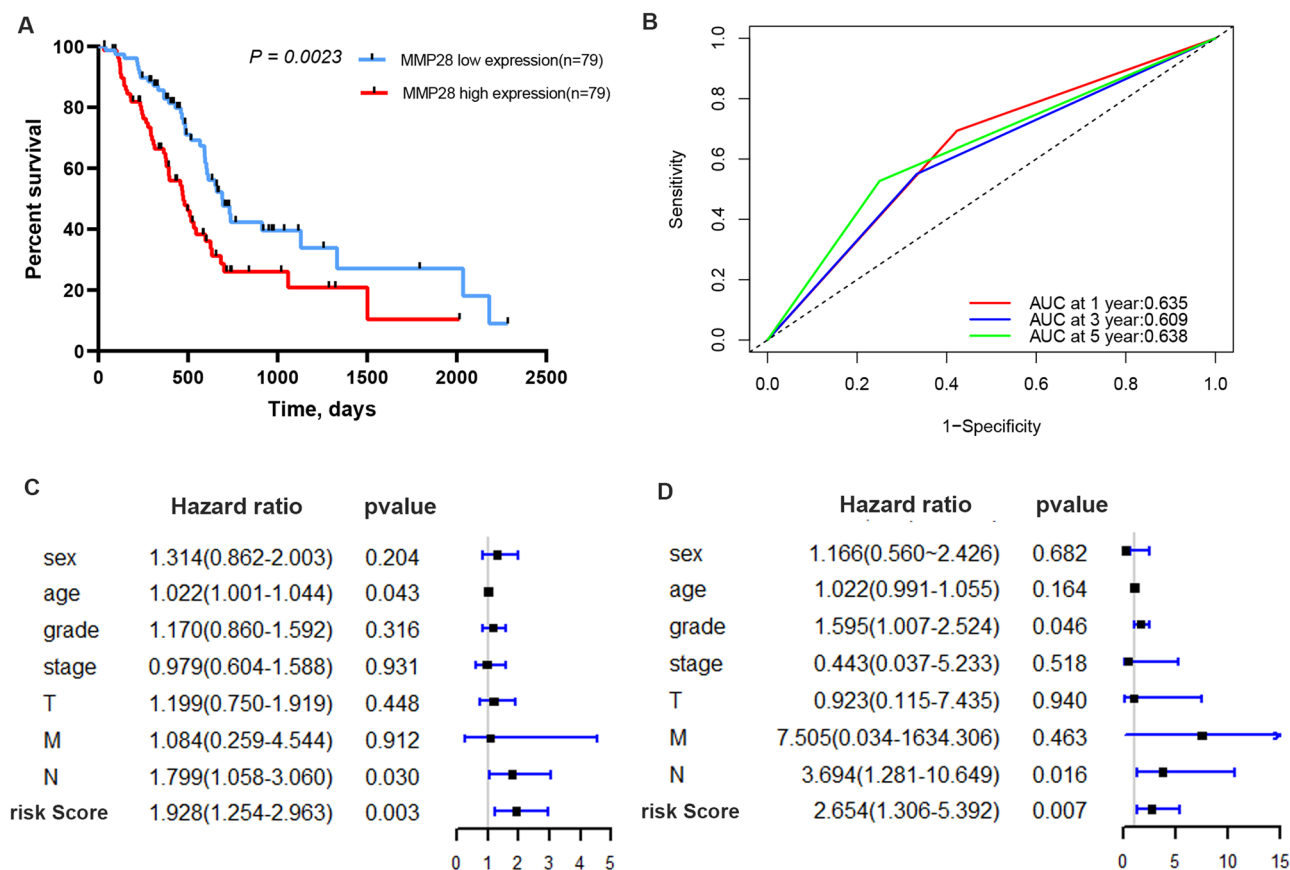 A
P = 0.0023
MMP28 low expression(n=79)
MMP28 high expression(n=79)
Percent survival
100
80
60
40
20
0
0 500 1000 1500 2000 2500
Time, days
B
Sensitivity
1.0
0.8
0.6
0.4
0.2
0.0
AUC at 1 year:0.635
AUC at 3 year:0.609
AUC at 5 year:0.638
0.0 0.2 0.4 0.6 0.8 1.0
1−Specificity
C
Hazard ratio pvalue
sex 1.314(0.862-2.003) 0.204
age 1.022(1.001-1.044) 0.043
grade 1.170(0.860-1.592) 0.316
stage 0.979(0.604-1.588) 0.931
T 1.199(0.750-1.919) 0.448
M 1.084(0.259-4.544) 0.912
N 1.799(1.058-3.060) 0.030
risk Score 1.928(1.254-2.963) 0.003
0 1 2 3 4 5
D
Hazard ratio pvalue
sex 1.166(0.560~2.426) 0.682
age 1.022(0.991-1.055) 0.164
grade 1.595(1.007-2.524) 0.046
stage 0.443(0.037-5.233) 0.518
T 0.923(0.115-7.435) 0.940
M 7.505(0.034-1634.306) 0.463
N 3.694(1.281-10.649) 0.016
risk Score 2.654(1.306-5.392) 0.007
0 5 10 15